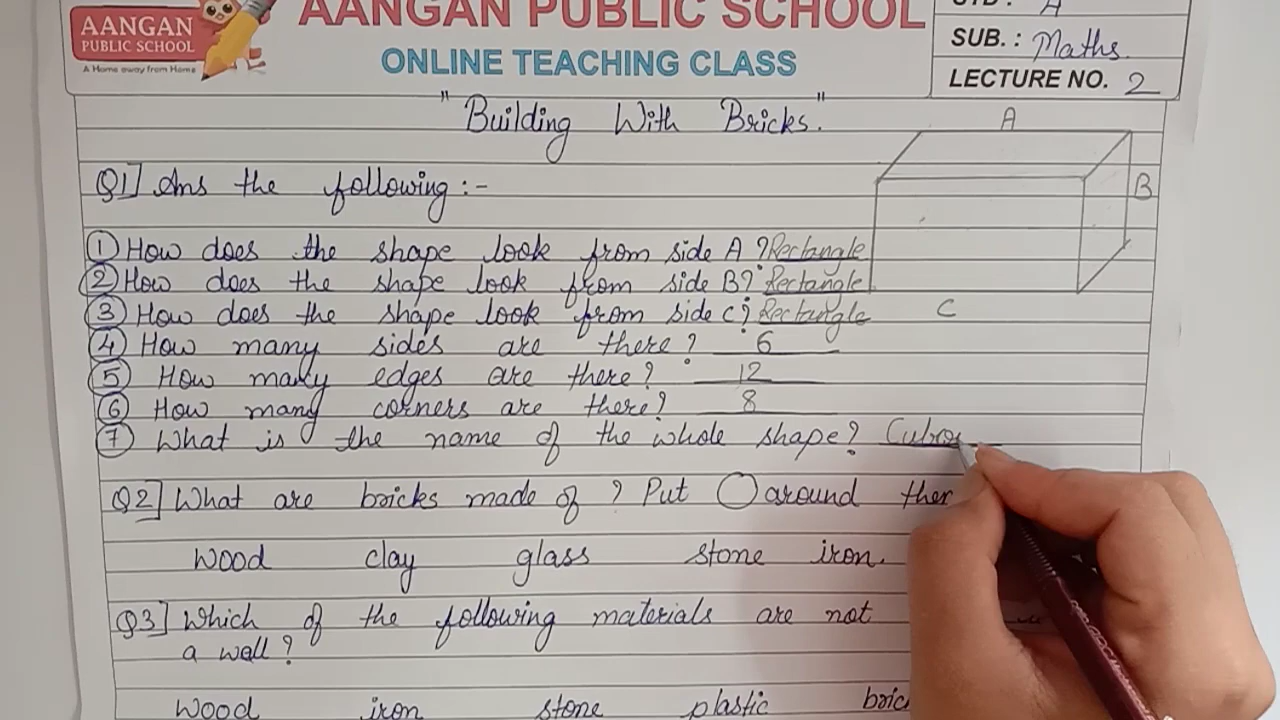 AANGAN
PUBLIC SCHOOL
A Home away from Home
AANGAN PUBLIC SCHOOL
ONLINE TEACHING CLASS
STD : 4
SUB. : Maths.
LECTURE NO. 2
"Building With Bricks."
A
B
C
Q1] Ans the following :-
1 How does the shape look from side A ? Rectangle
2 How does the shape look from side B? Rectangle
3 How does the shape look from side C? Rectangle
4 How many sides are there? 6
5 How many edges are there? 12
6 How many corners are there? 8
7 What is the name of the whole shape? Cubo
Q2] What are bricks made of ? Put ◯ around
wood clay glass stone iron.
Q3] Which of the following materials are not
a wall ?
wood iron stone plastic